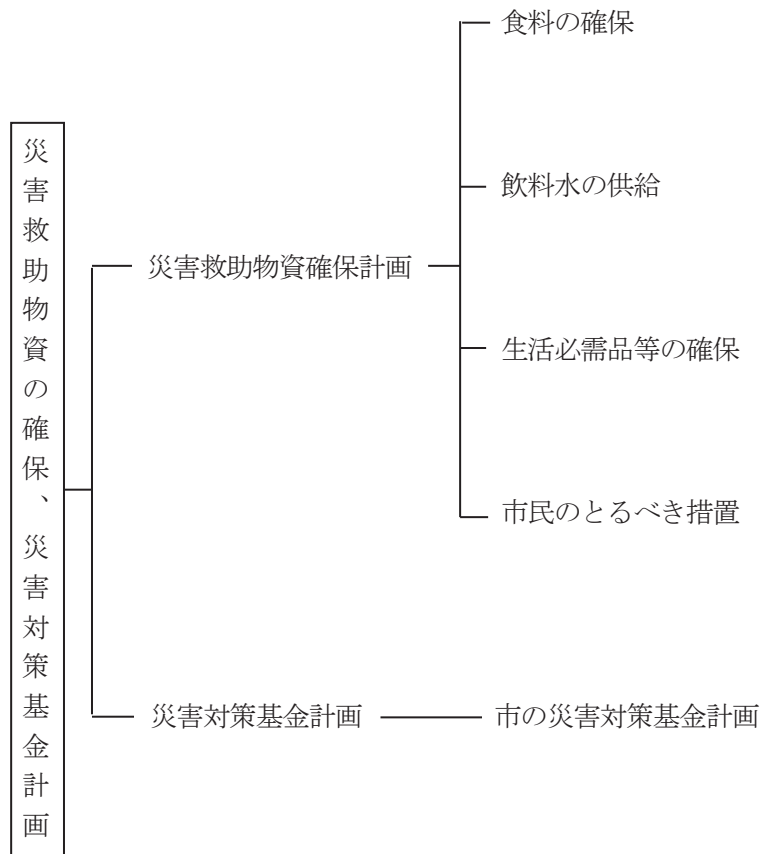 災害救助物資の確保、災害対策基金計画
災害救助物資確保計画
食料の確保
飲料水の供給
生活必需品等の確保
市民のとるべき措置
災害対策基金計画
市の災害対策基金計画